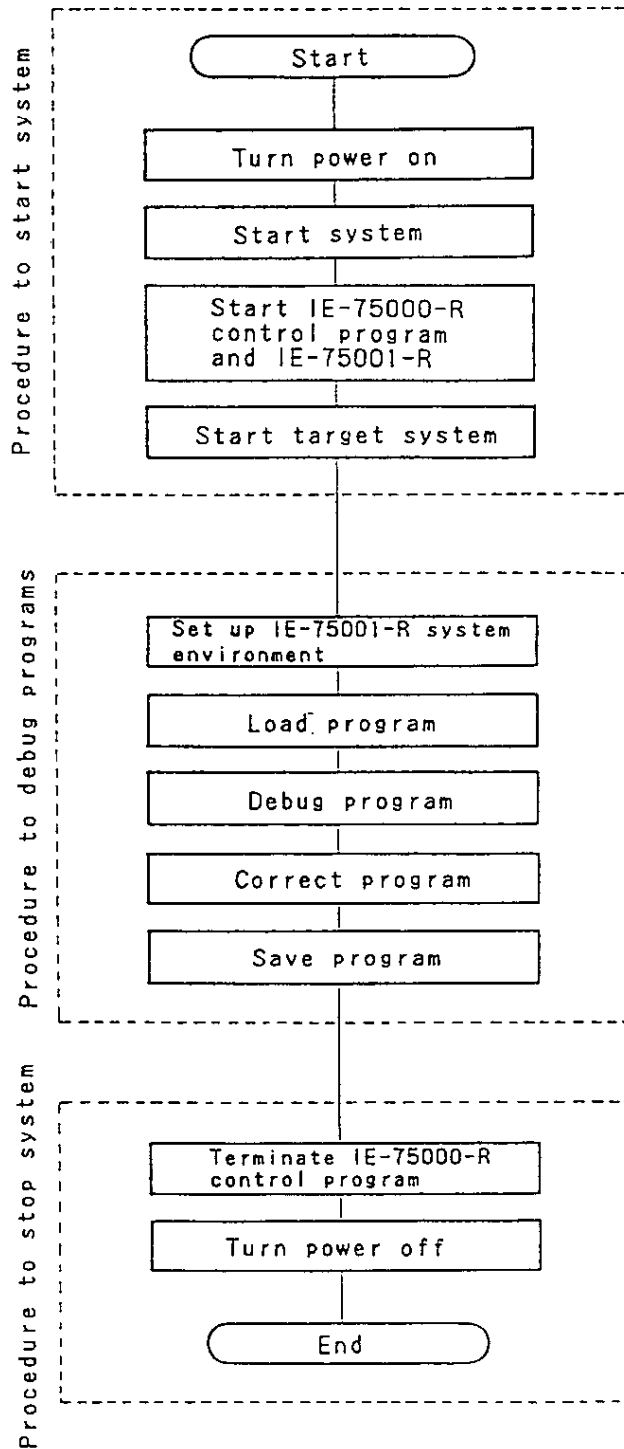 Procedure to start system
Start
Turn power on
Start system
Start IE-75000-R
control program
and IE-75001-R
Start target system
Procedure to debug programs
Set up IE-75001-R system
environment
Load program
Debug program
Correct program
Save program
Procedure to stop system
Terminate IE-75000-R
control program
Turn power off
End